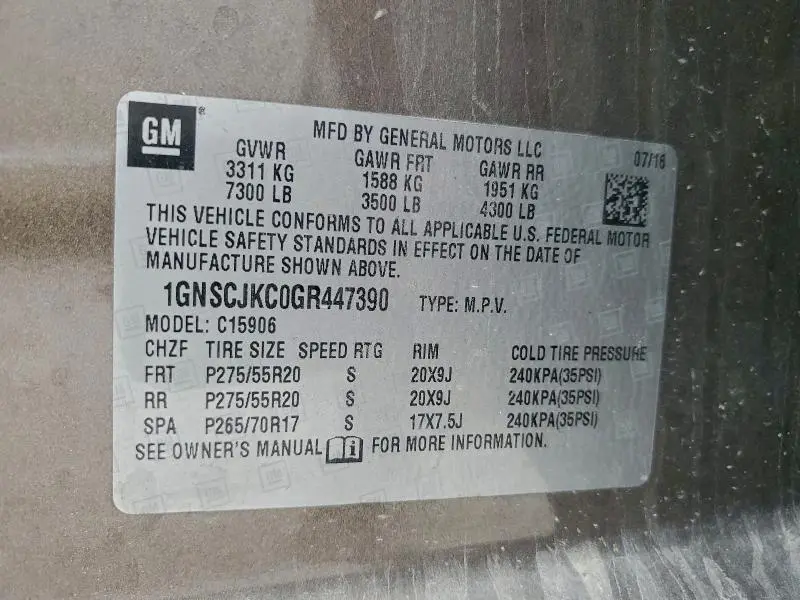 GM
MFD BY GENERAL MOTORS LLC 07/16
GVWR GAWR FRT GAWR RR
3311 KG 1588 KG 1951 KG
7300 LB 3500 LB 4300 LB
THIS VEHICLE CONFORMS TO ALL APPLICABLE U.S. FEDERAL MOTOR
VEHICLE SAFETY STANDARDS IN EFFECT ON THE DATE OF
MANUFACTURE SHOWN ABOVE.
1GNSCJKC0GR447390 TYPE: M.P.V.
MODEL: C15906
CHZF TIRE SIZE SPEED RTG RIM COLD TIRE PRESSURE
FRT P275/55R20 S 20X9J 240KPA(35PSI)
RR P275/55R20 S 20X9J 240KPA(35PSI)
SPA P265/70R17 S 17X7.5J 240KPA(35PSI)
SEE OWNER'S MANUAL i FOR MORE INFORMATION.